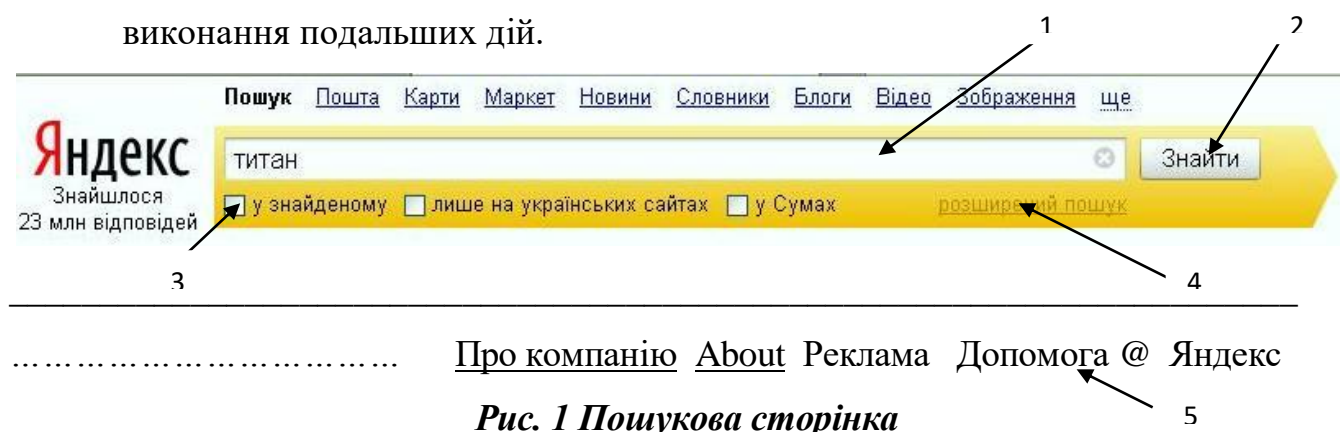 виконання подальших дій.
1
2
Пошук Пошта Карти Маркет Новини Словники Блоги Відео Зображення ще
Яндекс
титан
Знайти
Знайшлося
23 млн відповідей
у знайденому лише на українських сайтах у Сумах розширений пошук
3
4
………………………………
Про компанію About Реклама Допомога @ Яндекс
Рис. 1 Пошукова сторінка
5